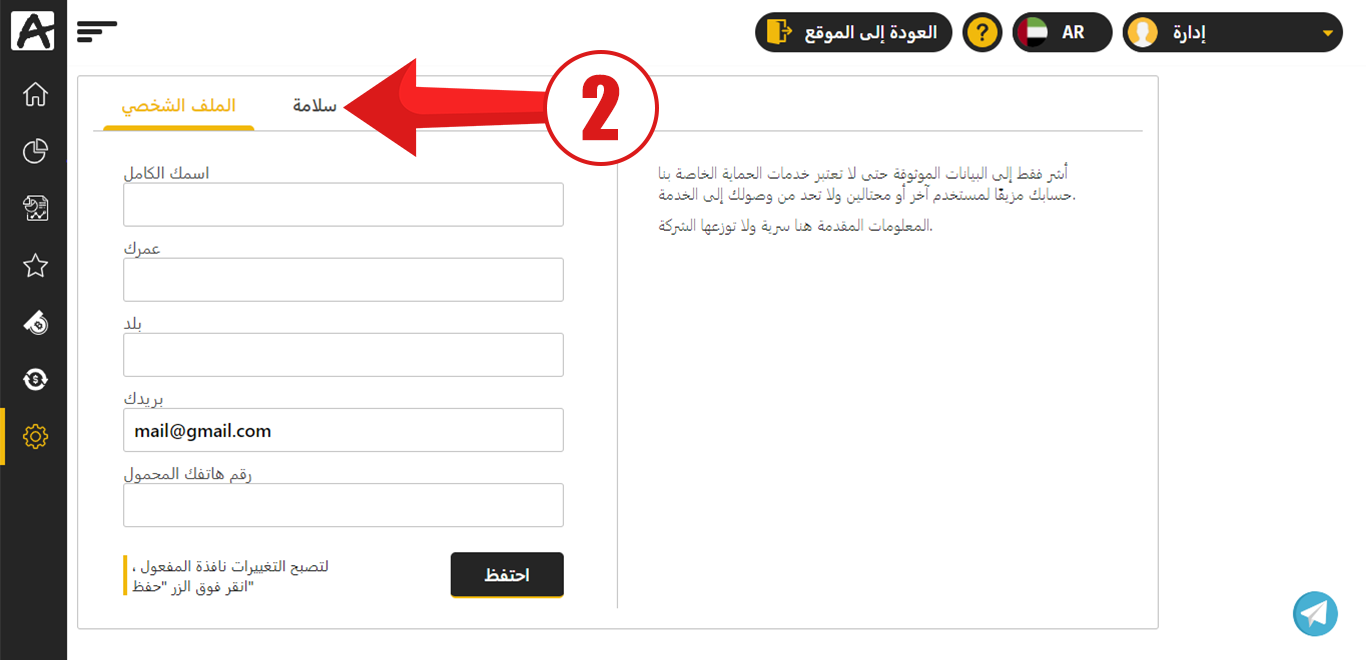 العودة إلى الموقع
?
AR
إدارة
الملف الشخصي
سلامة
2
اسمك الكامل
عمرك
بلد
بريدك
mail@gmail.com
رقم هاتفك المحمول
لتصبح التغييرات نافذة المفعول ،
انقر فوق الزر "حفظ"
احتفظ
أشر فقط إلى البيانات الموثوقة حتى لا تعتبر خدمات الحماية الخاصة بنا
حسابك مزيفًا لمستخدم آخر أو محتالين ولا تحد من وصولك إلى الخدمة.
المعلومات المقدمة هنا سرية ولا توزعها الشركة.